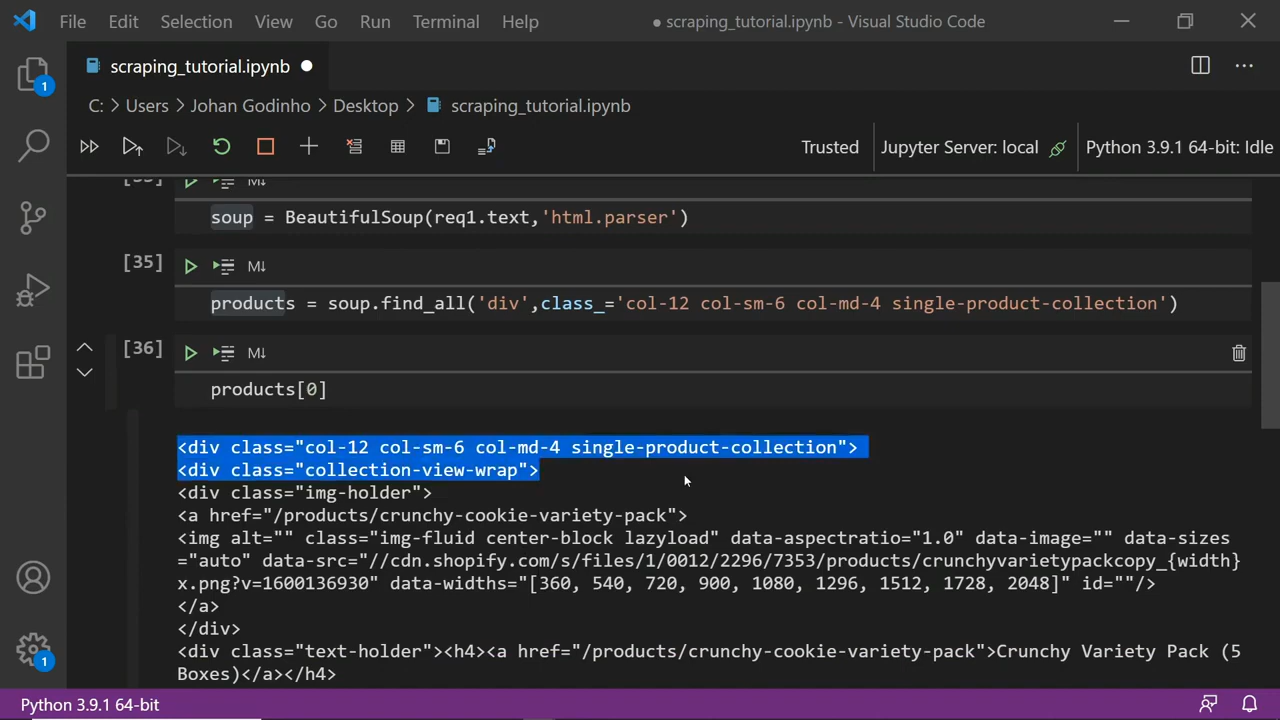 File Edit Selection View Go Run Terminal Help ● scraping_tutorial.ipynb - Visual Studio Code
scraping_tutorial.ipynb ●
C: > Users > Johan Godinho > Desktop > scraping_tutorial.ipynb
Trusted Jupyter Server: local Python 3.9.1 64-bit: Idle
[35] M↓
soup = BeautifulSoup(req1.text,'html.parser')
[35] M↓
products = soup.find_all('div',class_='col-12 col-sm-6 col-md-4 single-product-collection')
[36] M↓
products[0]
<div class="col-12 col-sm-6 col-md-4 single-product-collection">
<div class="collection-view-wrap">
<div class="img-holder">
<a href="/products/crunchy-cookie-variety-pack">
<img alt="" class="img-fluid center-block lazyload" data-aspectratio="1.0" data-image="" data-sizes
="auto" data-src="//cdn.shopify.com/s/files/1/0012/2296/7353/products/crunchyvarietypackcopy_{width}
x.png?v=1600136930" data-widths="[360, 540, 720, 900, 1080, 1296, 1512, 1728, 2048]" id=""/>
</a>
</div>
<div class="text-holder"><h4><a href="/products/crunchy-cookie-variety-pack">Crunchy Variety Pack (5
Boxes)</a></h4>
1
1
Python 3.9.1 64-bit